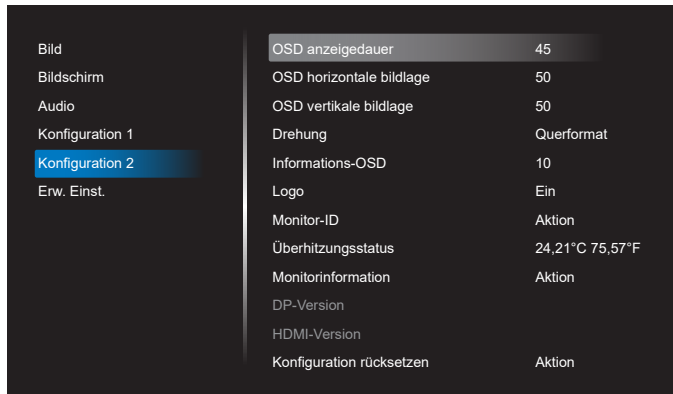 Bild
Bildschirm
Audio
Konfiguration 1
Konfiguration 2
Erw. Einst.
OSD anzeigedauer 45
OSD horizontale bildlage 50
OSD vertikale bildlage 50
Drehung Querformat
Informations-OSD 10
Logo Ein
Monitor-ID Aktion
Überhitzungsstatus 24,21°C 75,57°F
Monitorinformation Aktion
DP-Version
HDMI-Version
Konfiguration rücksetzen Aktion